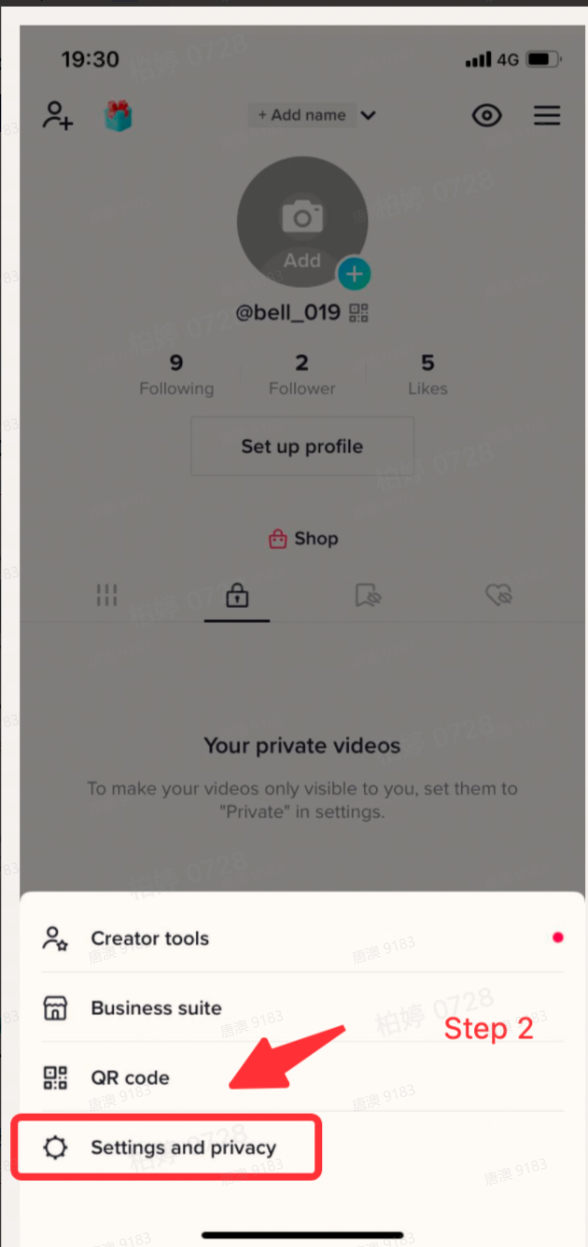 19:30
4G
+ Add name
Add
@bell_019
9 2 5
Following Follower Likes
Set up profile
Shop
Your private videos
To make your videos only visible to you, set them to
"Private" in settings.
Creator tools
Business suite
Step 2
QR code
Settings and privacy
柏婷 0728
唐澳 9183